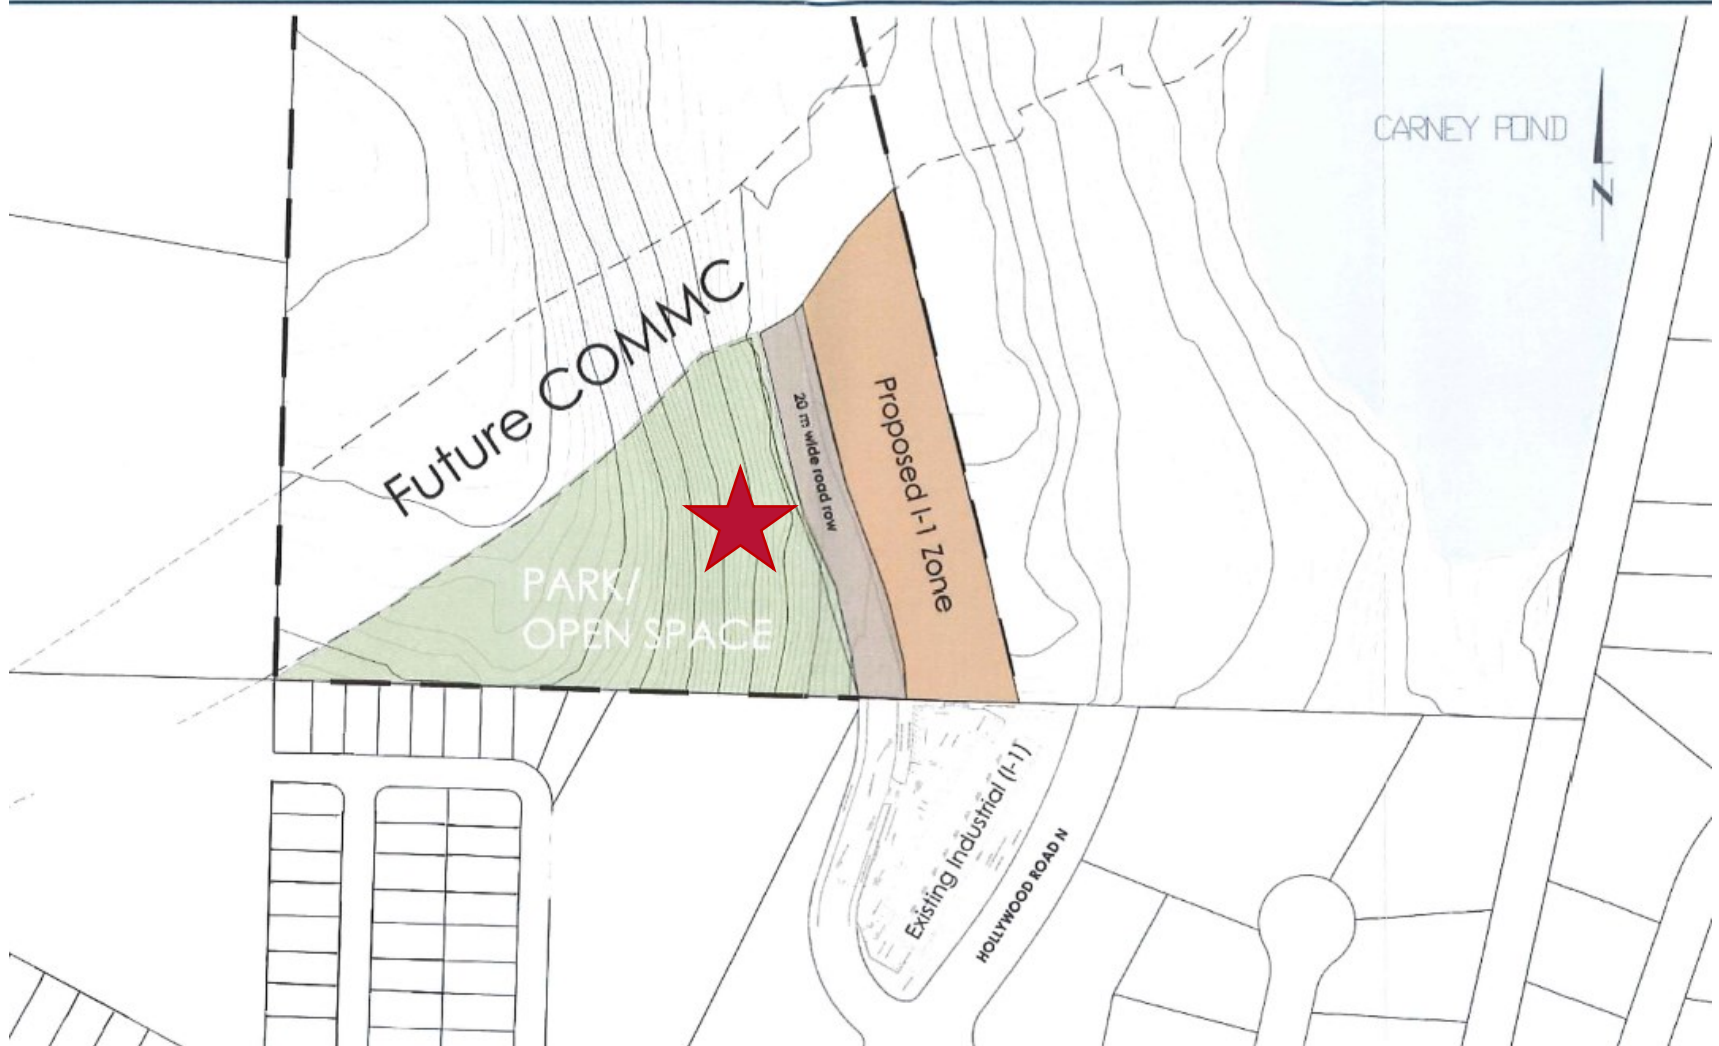 CARNEY POND
N
Future COMMC
20 m wide road row
Proposed I-1 Zone
PARK/
OPEN SPACE
Existing Industrial (I-1)
HOLLYWOOD ROAD N